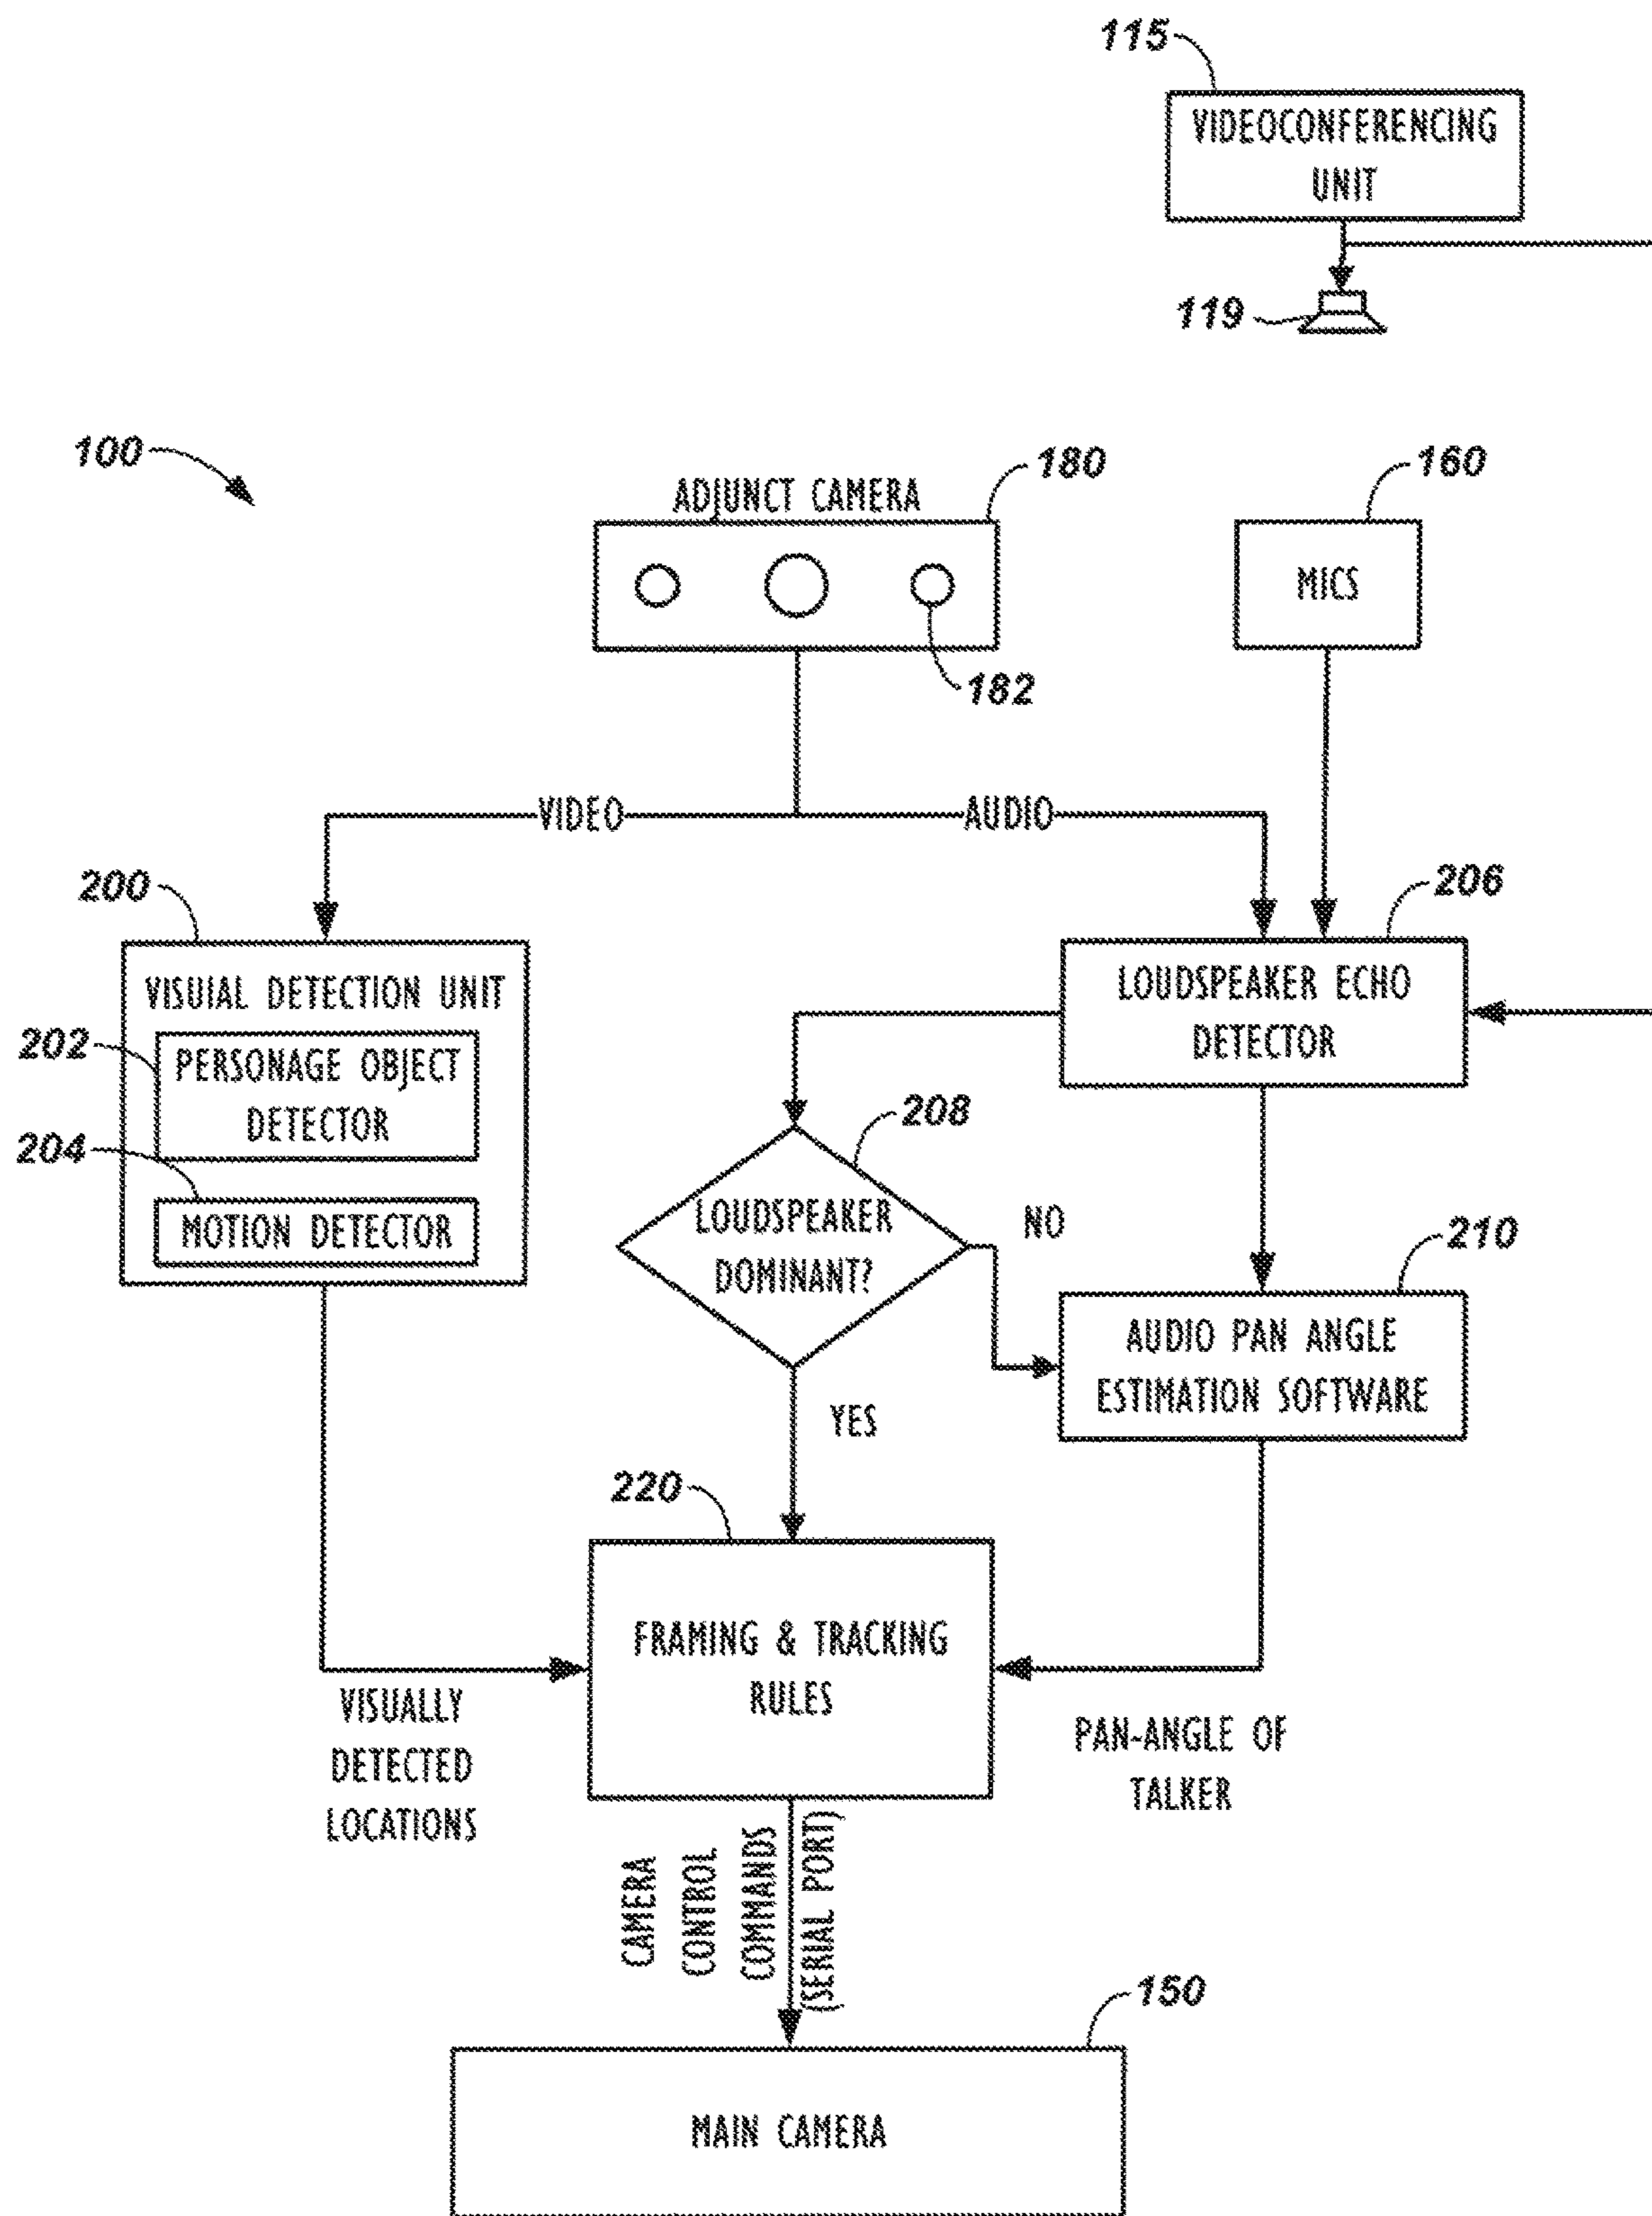 115
VIDEOCONFERENCING
UNIT
119
100
ADJUNCT CAMERA
180
160
MICS
182
VIDEO
AUDIO
200
206
VISUIAL DETECTION UNIT
LOUDSPEAKER ECHO
DETECTOR
202
PERSONAGE OBJECT
DETECTOR
208
204
MOTION DETECTOR
LOUDSPEAKER
DOMINANT?
NO
210
AUDIO PAN ANGLE
ESTIMATION SOFTWARE
YES
220
FRAMING & TRACKING
RULES
VISUALLY
DETECTED
LOCATIONS
PAN-ANGLE OF
TALKER
CAMERA
CONTROL
COMMANDS
(SERIAL PORT)
150
MAIN CAMERA